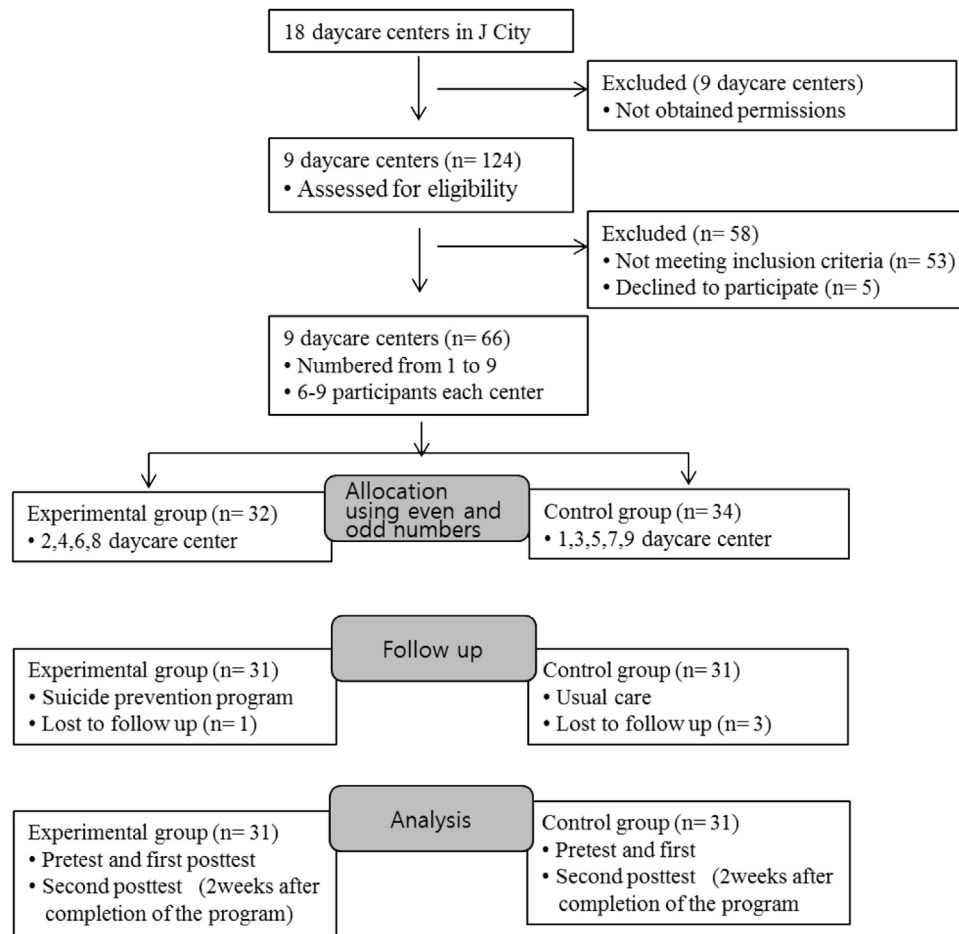 18 daycare centers in J City
Excluded (9 daycare centers)
• Not obtained permissions
9 daycare centers (n= 124)
• Assessed for eligibility
Excluded (n= 58)
• Not meeting inclusion criteria (n= 53)
• Declined to participate (n= 5)
9 daycare centers (n= 66)
• Numbered from 1 to 9
• 6-9 participants each center
Allocation
using even and
odd numbers
Experimental group (n= 32)
• 2,4,6,8 daycare center
Control group (n= 34)
• 1,3,5,7,9 daycare center
Follow up
Experimental group (n= 31)
• Suicide prevention program
• Lost to follow up (n= 1)
Control group (n= 31)
• Usual care
• Lost to follow up (n= 3)
Analysis
Experimental group (n= 31)
• Pretest and first posttest
• Second posttest (2weeks after
completion of the program)
Control group (n= 31)
• Pretest and first
• Second posttest (2weeks after
completion of the program